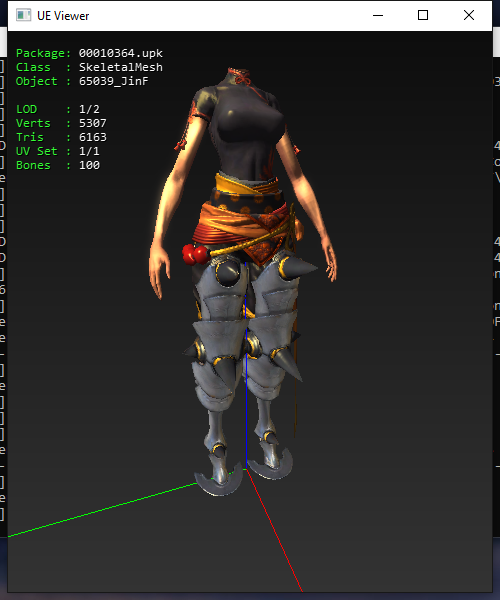 UE Viewer
Package: 00010364.upk
Class : SkeletalMesh
Object : 65039_JinF
LOD : 1/2
Verts : 5307
Tris : 6163
UV Set : 1/1
Bones : 100